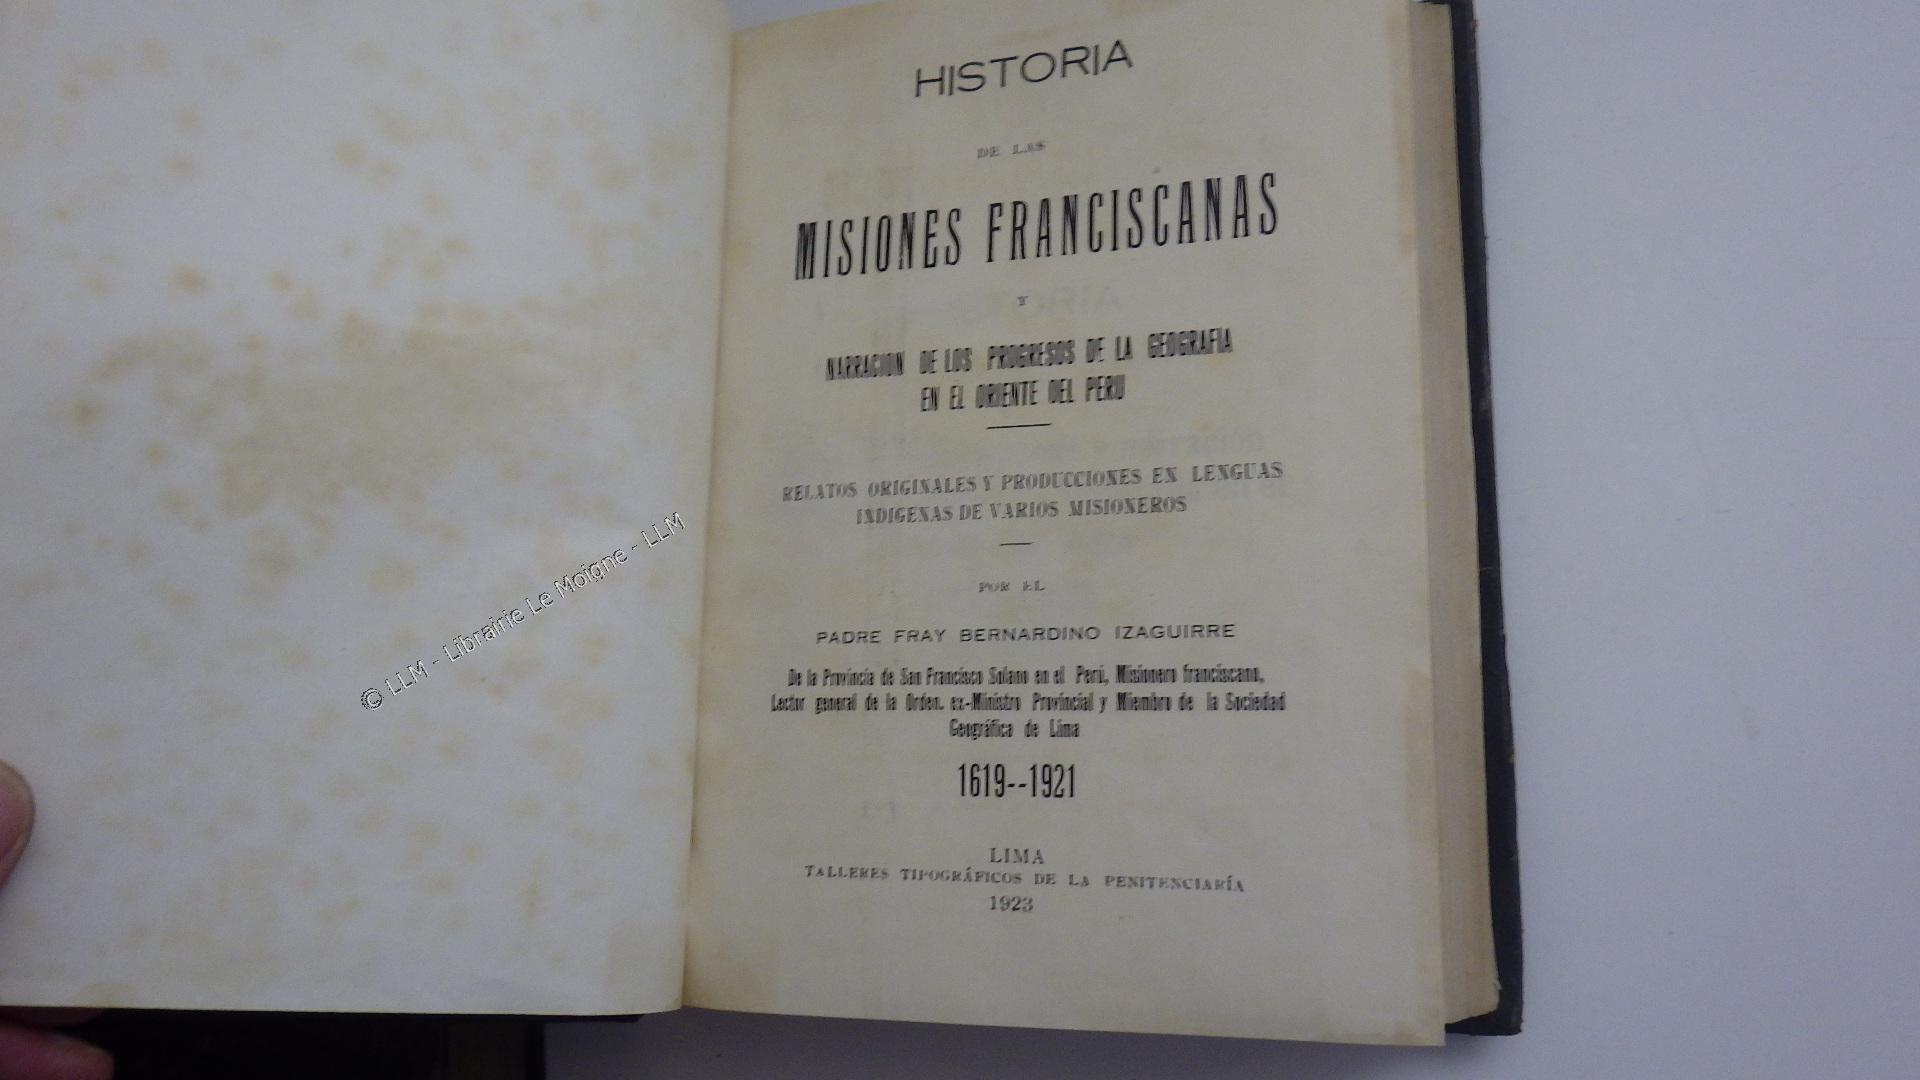 HISTORIA
DE LAS
MISIONES FRANCISCANAS
Y
NARRACION DE LOS PROGRESOS DE LA GEOGRAFIA
EN EL ORIENTE DEL PERU
RELATOS ORIGINALES Y PRODUCCIONES EN LENGUAS
INDIGENAS DE VARIOS MISIONEROS
POR EL
PADRE FRAY BERNARDINO IZAGUIRRE
De la Provincia de San Francisco Solano en el Perú, Misionero franciscano,
Lector general de la Orden, ex-Ministro Provincial y Miembro de la Sociedad
Geográfica de Lima
1619--1921
LIMA
TALLERES TIPOGRÁFICOS DE LA PENITENCIARÍA
1923
© LLM - Librairie Le Moigne - LLM